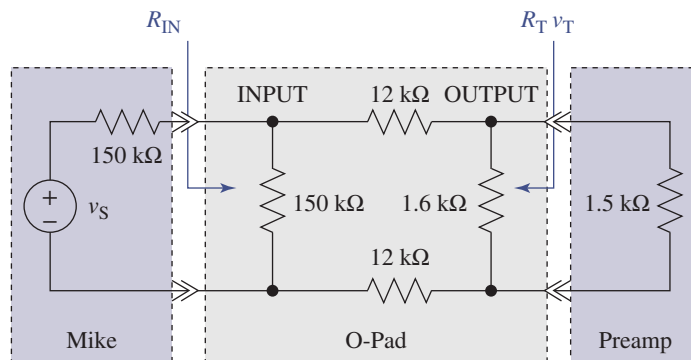 R_IN
R_T v_T
INPUT
12 kΩ
OUTPUT
150 kΩ
+
−
v_S
150 kΩ
1.6 kΩ
1.5 kΩ
12 kΩ
Mike
O-Pad
Preamp